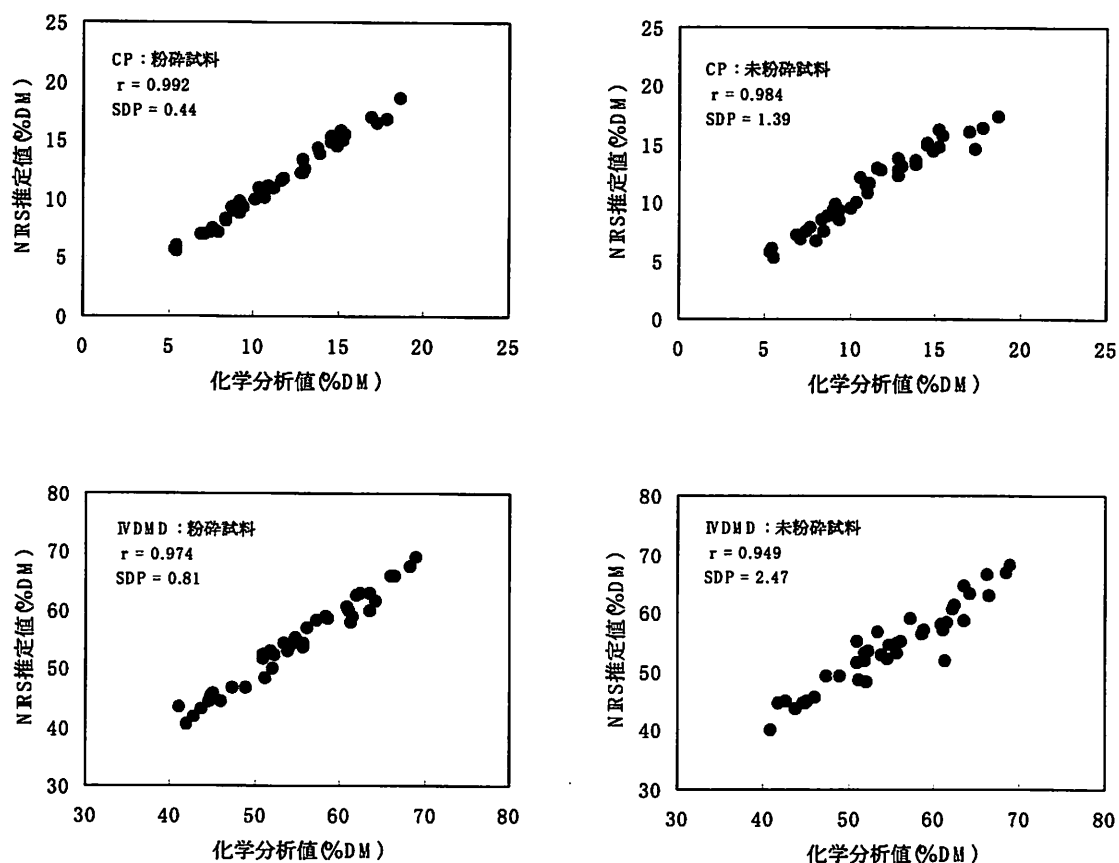 25
20
15
10
5
0
NIRS推定値(%DM)
CP：粉砕試料
r = 0.992
SDP = 0.44
0 5 10 15 20 25
化学分析値(%DM)
25
20
15
10
5
0
NIRS推定値(%DM)
CP：未粉砕試料
r = 0.984
SDP = 1.39
0 5 10 15 20 25
化学分析値(%DM)
80
70
60
50
40
30
NIRS推定値(%DM)
IVDMD：粉砕試料
r = 0.974
SDP = 0.81
30 40 50 60 70 80
化学分析値(%DM)
80
70
60
50
40
30
NIRS推定値(%DM)
IVDMD：未粉砕試料
r = 0.949
SDP = 2.47
30 40 50 60 70 80
化学分析値(%DM)